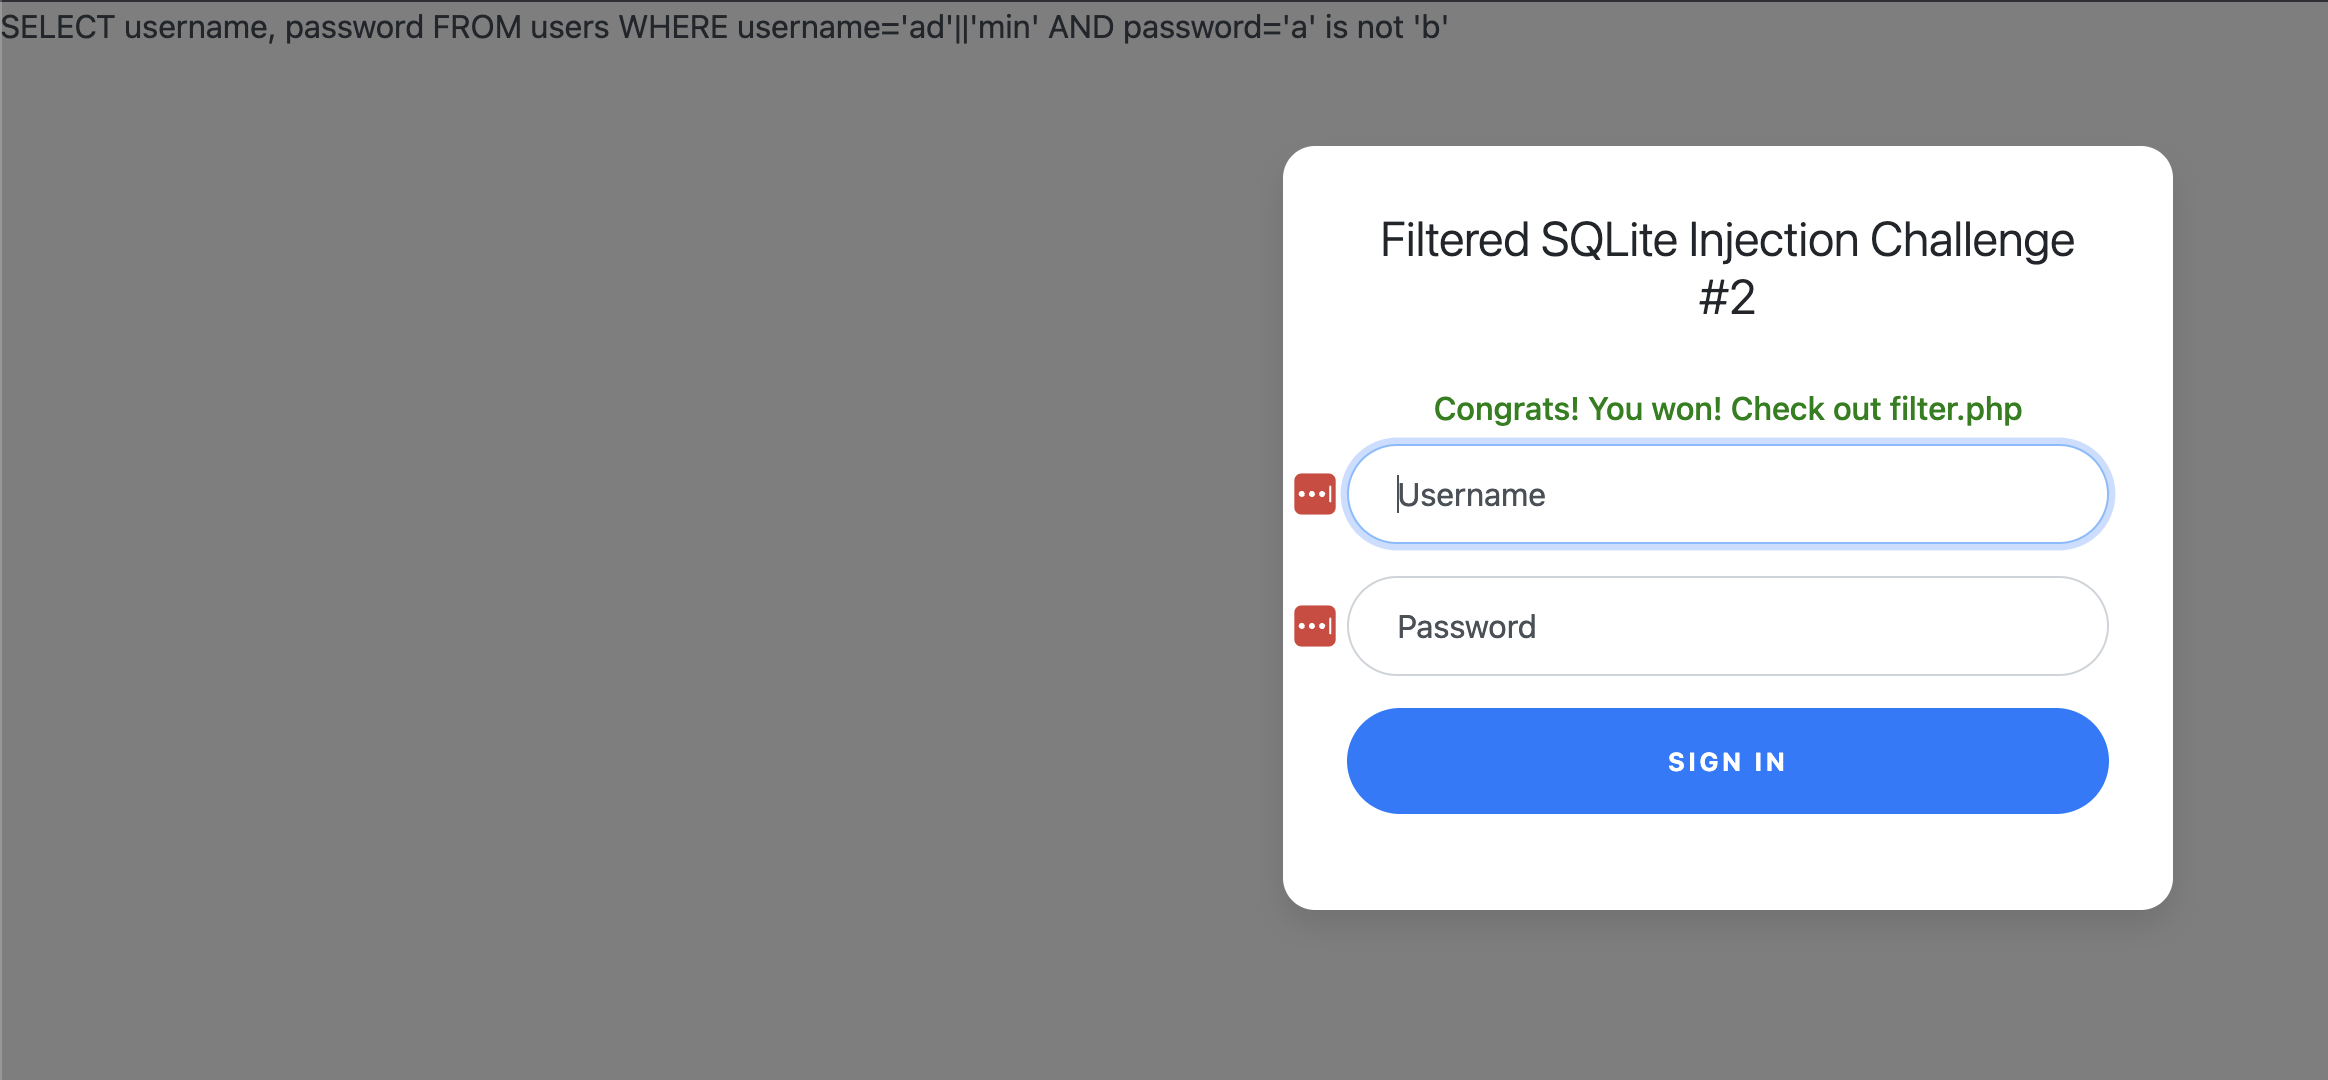 SELECT username, password FROM users WHERE username='ad'||'min' AND password='a' is not 'b'
Filtered SQLite Injection Challenge
#2
Congrats! You won! Check out filter.php
Username
Password
SIGN IN